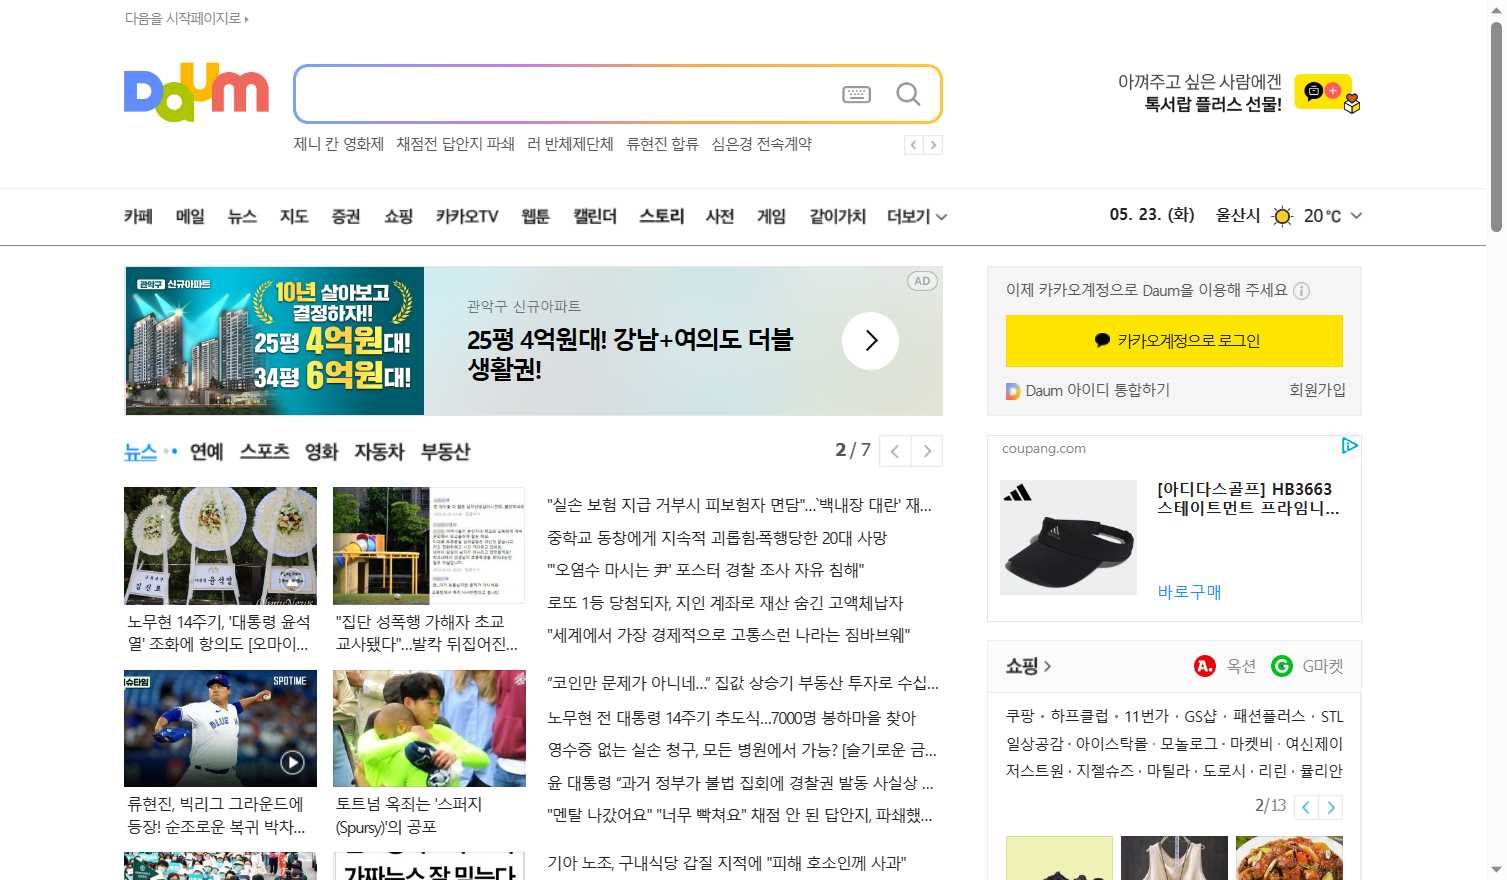 다음을 시작페이지로
Daum
아껴주고 싶은 사람에겐
톡서랍 플러스 선물!
제니 칸 영화제 채점전 답안지 파쇄 러 반체제단체 류현진 합류 심은경 전속계약
카페 메일 뉴스 지도 증권 쇼핑 카카오TV 웹툰 캘린더 스토리 사전 게임 같이가치 더보기
05. 23. (화) 울산시 20℃
관악구 신규아파트
10년 살아보고
결정하자!!
25평 4억원대!
34평 6억원대!
AD
관악구 신규아파트
25평 4억원대! 강남+여의도 더블
생활권!
이제 카카오계정으로 Daum을 이용해 주세요
카카오계정으로 로그인
Daum 아이디 통합하기 회원가입
뉴스 연예 스포츠 영화 자동차 부동산
2 / 7
노무현 14주기, '대통령 윤석
열' 조화에 항의도 [오마이...
"집단 성폭행 가해자 초교
교사됐다"...발칵 뒤집어진...
슈타임
SPOTIME
류현진, 빅리그 그라운드에
등장! 순조로운 복귀 박차...
토트넘 옥죄는 '스퍼지
(Spursy)'의 공포
"실손 보험 지급 거부시 피보험자 면담"...`백내장 대란' 재...
중학교 동창에게 지속적 괴롭힘·폭행당한 20대 사망
"'오염수 마시는 尹' 포스터 경찰 조사 자유 침해"
로또 1등 당첨되자, 지인 계좌로 재산 숨긴 고액체납자
"세계에서 가장 경제적으로 고통스런 나라는 짐바브웨"
“코인만 문제가 아니네...” 집값 상승기 부동산 투자로 수십...
노무현 전 대통령 14주기 추도식...7000명 봉하마을 찾아
영수증 없는 실손 청구, 모든 병원에서 가능? [슬기로운 금...
윤 대통령 “과거 정부가 불법 집회에 경찰권 발동 사실상 ...
"멘탈 나갔어요" "너무 빡쳐요" 채점 안 된 답안지, 파쇄했...
기아 노조, 구내식당 갑질 지적에 "피해 호소인께 사과"
coupang.com
[아디다스골프] HB3663
스테이트먼트 프라임니...
바로구매
쇼핑
A. 옥션 G G마켓
쿠팡 · 하프클럽 · 11번가 · GS샵 · 패션플러스 · STL
일상공감 · 아이스탁몰 · 모놀로그 · 마켓비 · 여신제이
저스트원 · 지젤슈즈 · 마틸라 · 도로시 · 리린 · 뮬리안
2/13